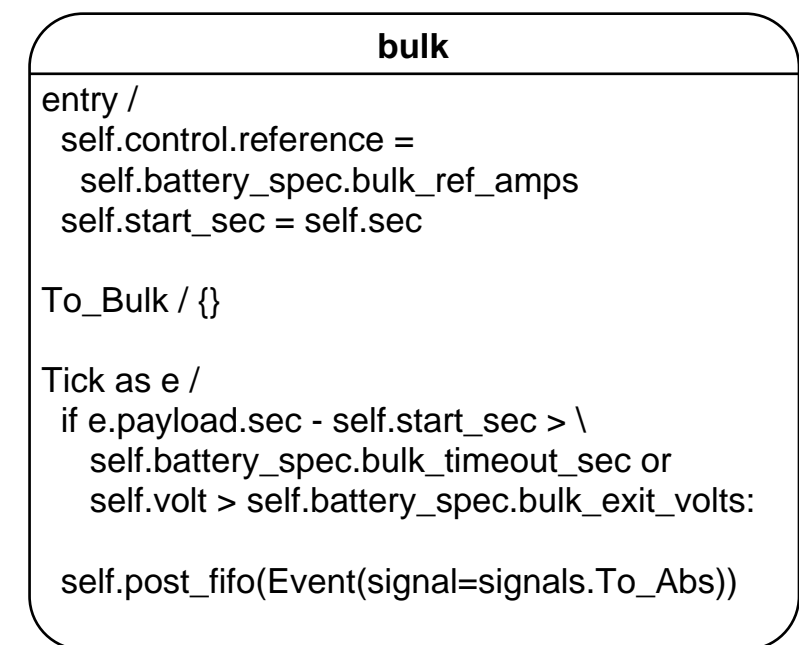 bulk
entry /
self.control.reference =
self.battery_spec.bulk_ref_amps
self.start_sec = self.sec
To_Bulk / {}
Tick as e /
if e.payload.sec - self.start_sec > \
self.battery_spec.bulk_timeout_sec or
self.volt > self.battery_spec.bulk_exit_volts:
self.post_fifo(Event(signal=signals.To_Abs))